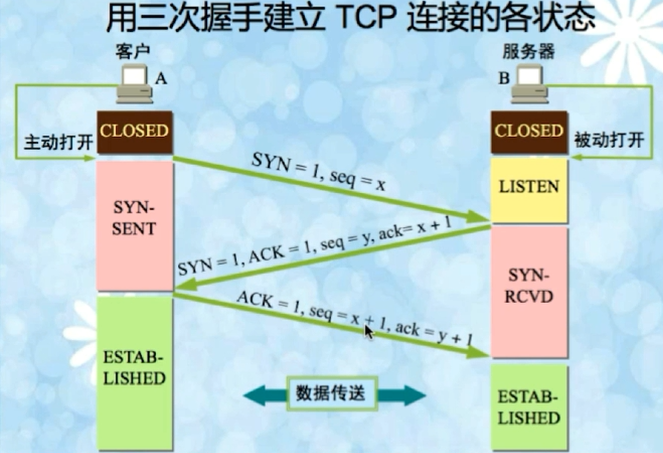 用三次握手建立 TCP 连接的各状态
客户
服务器
A
B
CLOSED
CLOSED
主动打开
被动打开
SYN = 1, seq = x
LISTEN
SYN-
SENT
SYN = 1, ACK = 1, seq = y, ack= x + 1
SYN-
RCVD
ACK = 1, seq = x + 1, ack = y + 1
ESTAB-
LISHED
数据传送
ESTAB-
LISHED